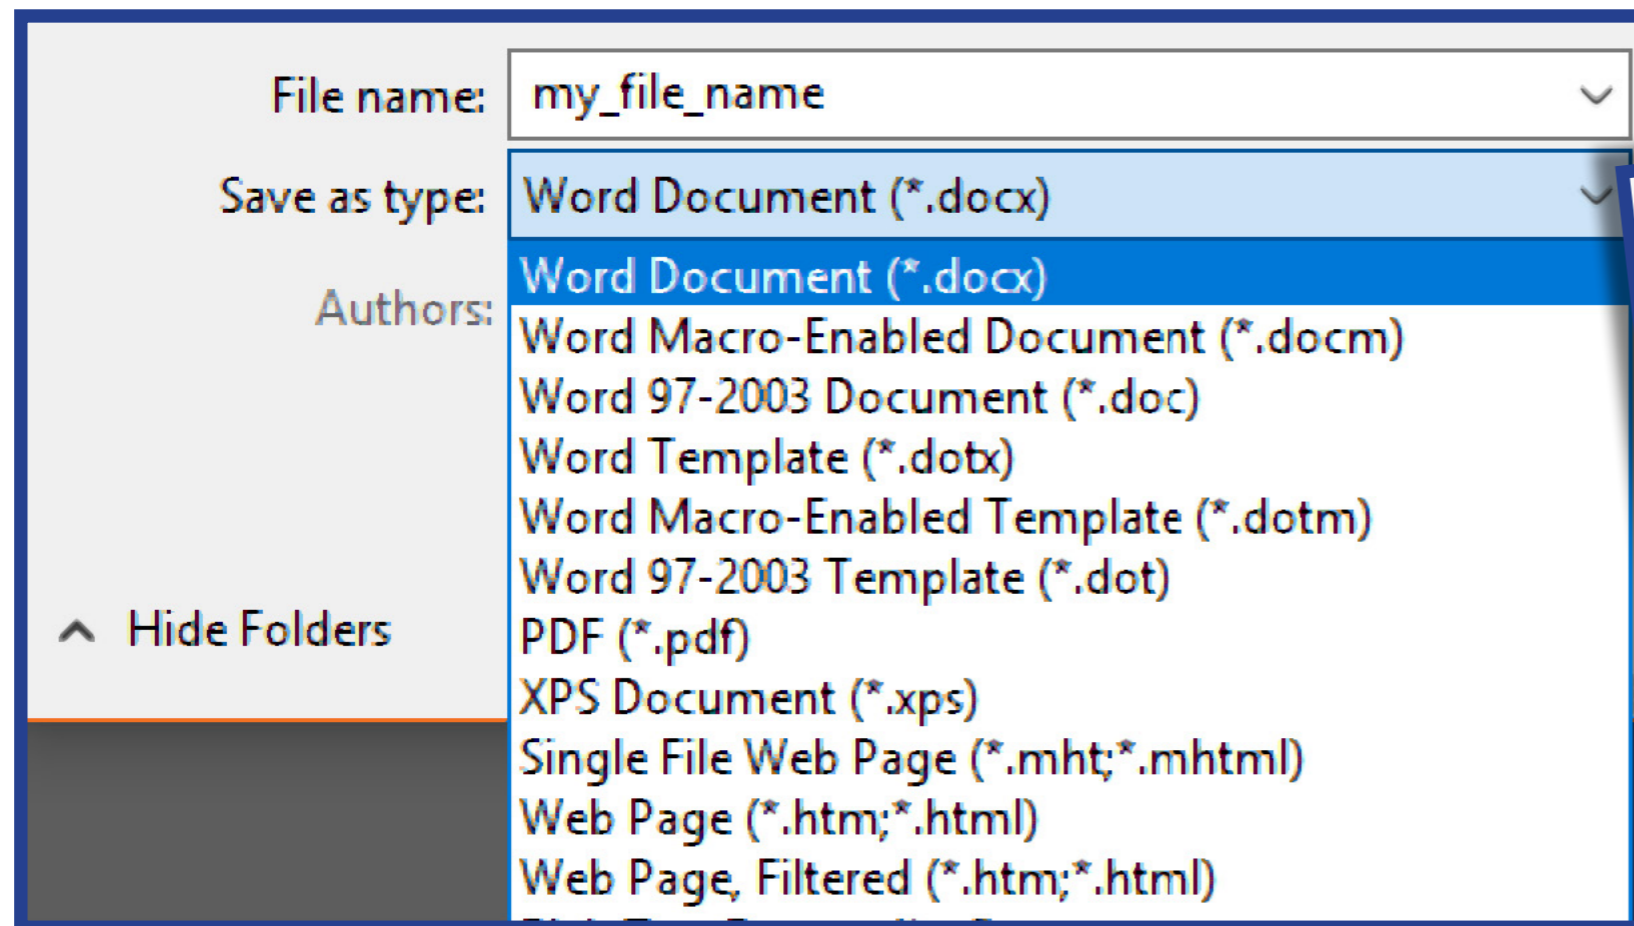 File name: my_file_name
Save as type: Word Document (*.docx)
Authors:
Word Document (*.docx)
Word Macro-Enabled Document (*.docm)
Word 97-2003 Document (*.doc)
Word Template (*.dotx)
Word Macro-Enabled Template (*.dotm)
Word 97-2003 Template (*.dot)
Hide Folders
PDF (*.pdf)
XPS Document (*.xps)
Single File Web Page (*.mht;*.mhtml)
Web Page (*.htm;*.html)
Web Page, Filtered (*.htm;*.html)